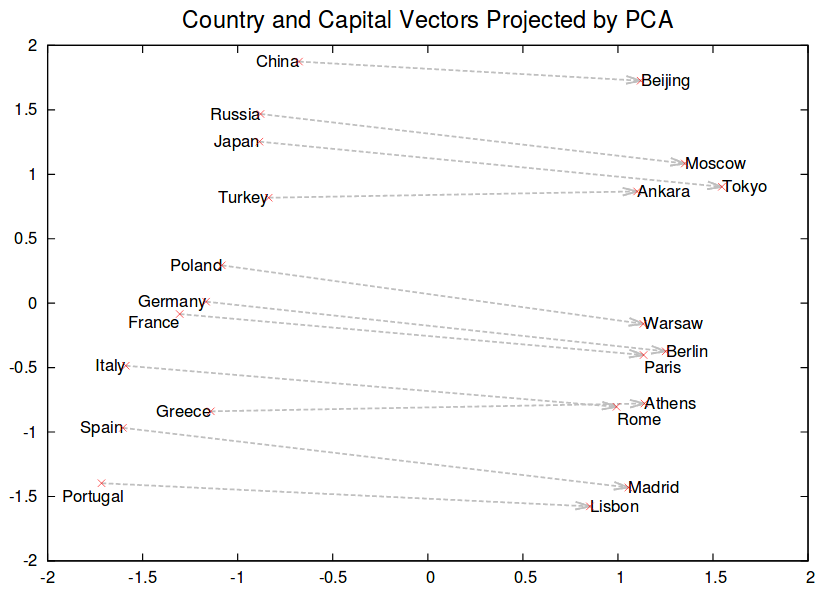 Country and Capital Vectors Projected by PCA
2
China
Beijing
1.5
Russia
Japan
Moscow
1
Turkey
Ankara
Tokyo
0.5
Poland
Germany
0
France
Warsaw
Berlin
-0.5
Italy
Paris
Greece
Athens
Rome
-1
Spain
Madrid
-1.5
Portugal
Lisbon
-2
-2 -1.5 -1 -0.5 0 0.5 1 1.5 2